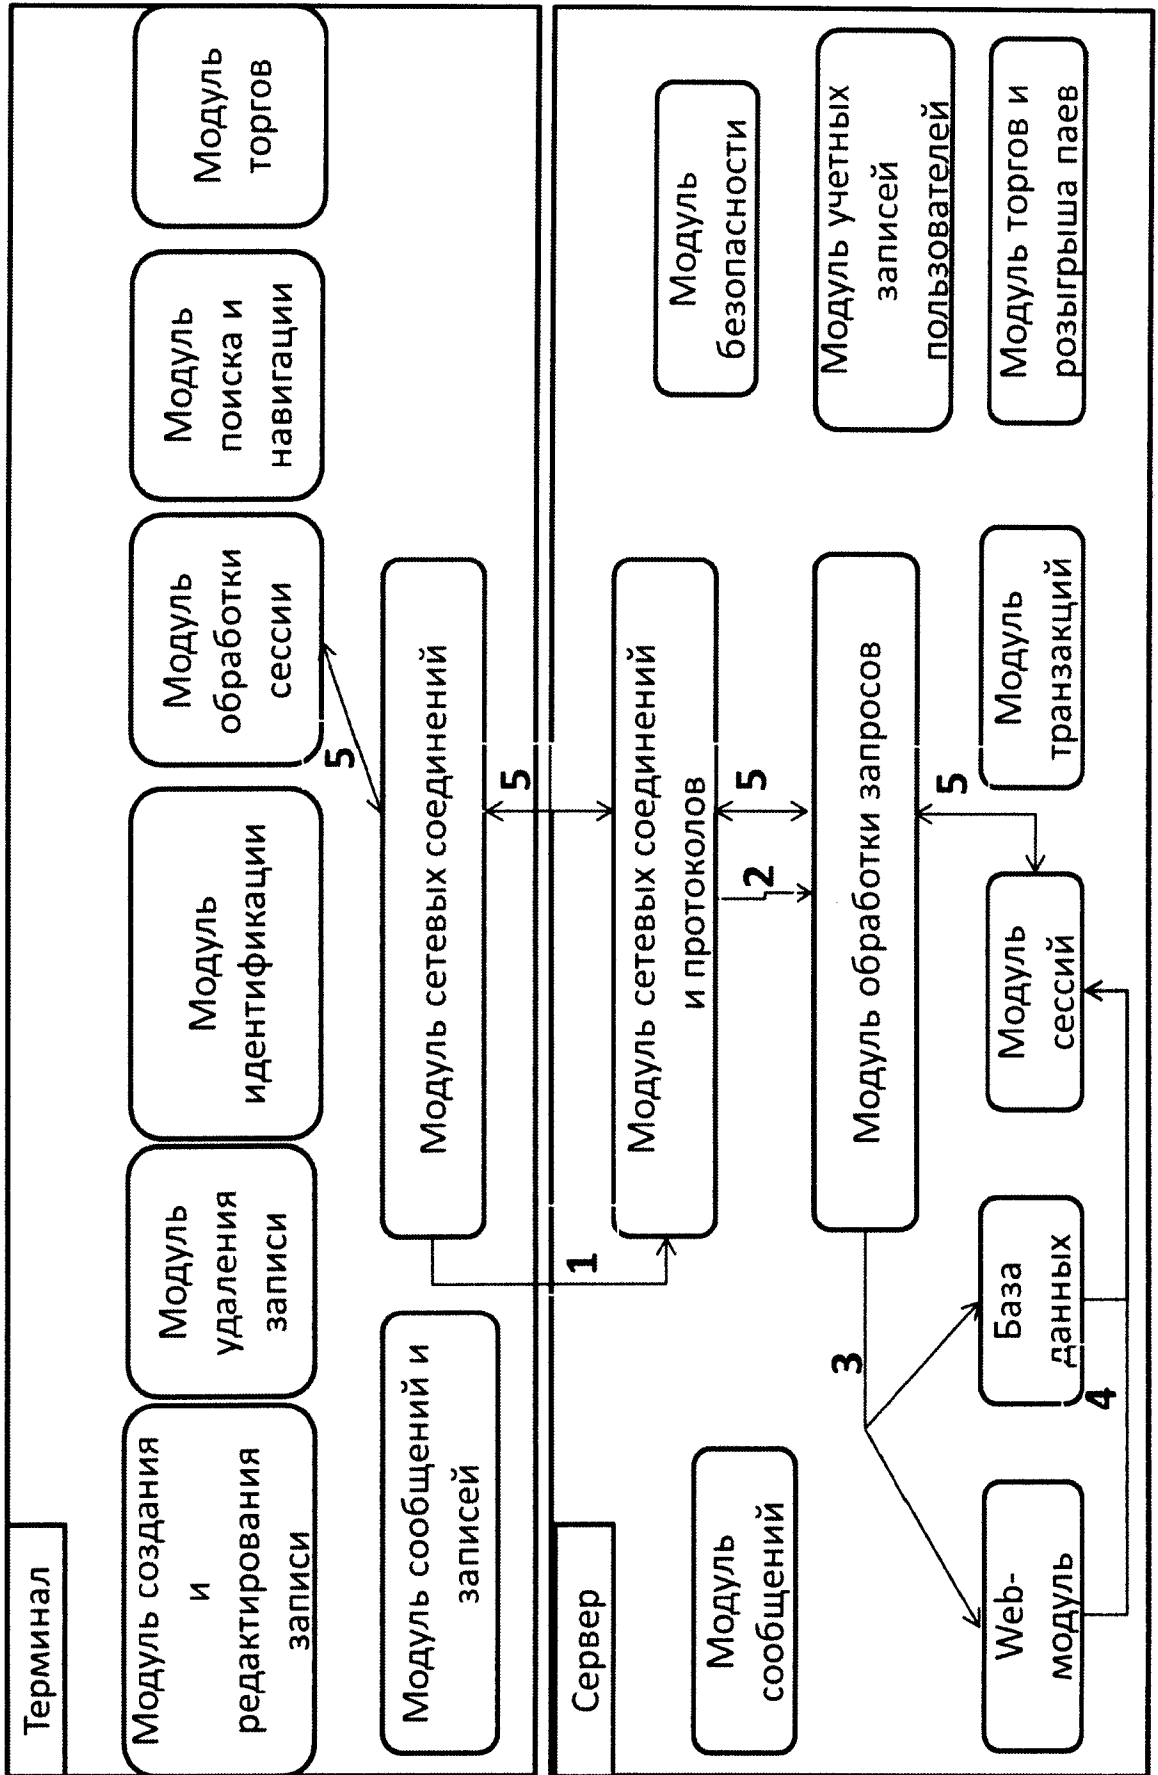 Терминал
Модуль создания
и
редактирования
записи
Модуль
удаления
записи
Модуль
идентификации
Модуль
обработки
сессии
Модуль
поиска и
навигации
Модуль
торгов
5
Модуль сообщений и
записей
Модуль сетевых соединений
1
5
Сервер
Модуль
сообщений
Модуль сетевых соединений
и протоколов
Модуль
безопасности
2
5
3
Модуль обработки запросов
Модуль учетных
записей
пользователей
5
Web-
модуль
База
данных
Модуль
сессий
Модуль
транзакций
Модуль торгов и
розыгрыша паев
4